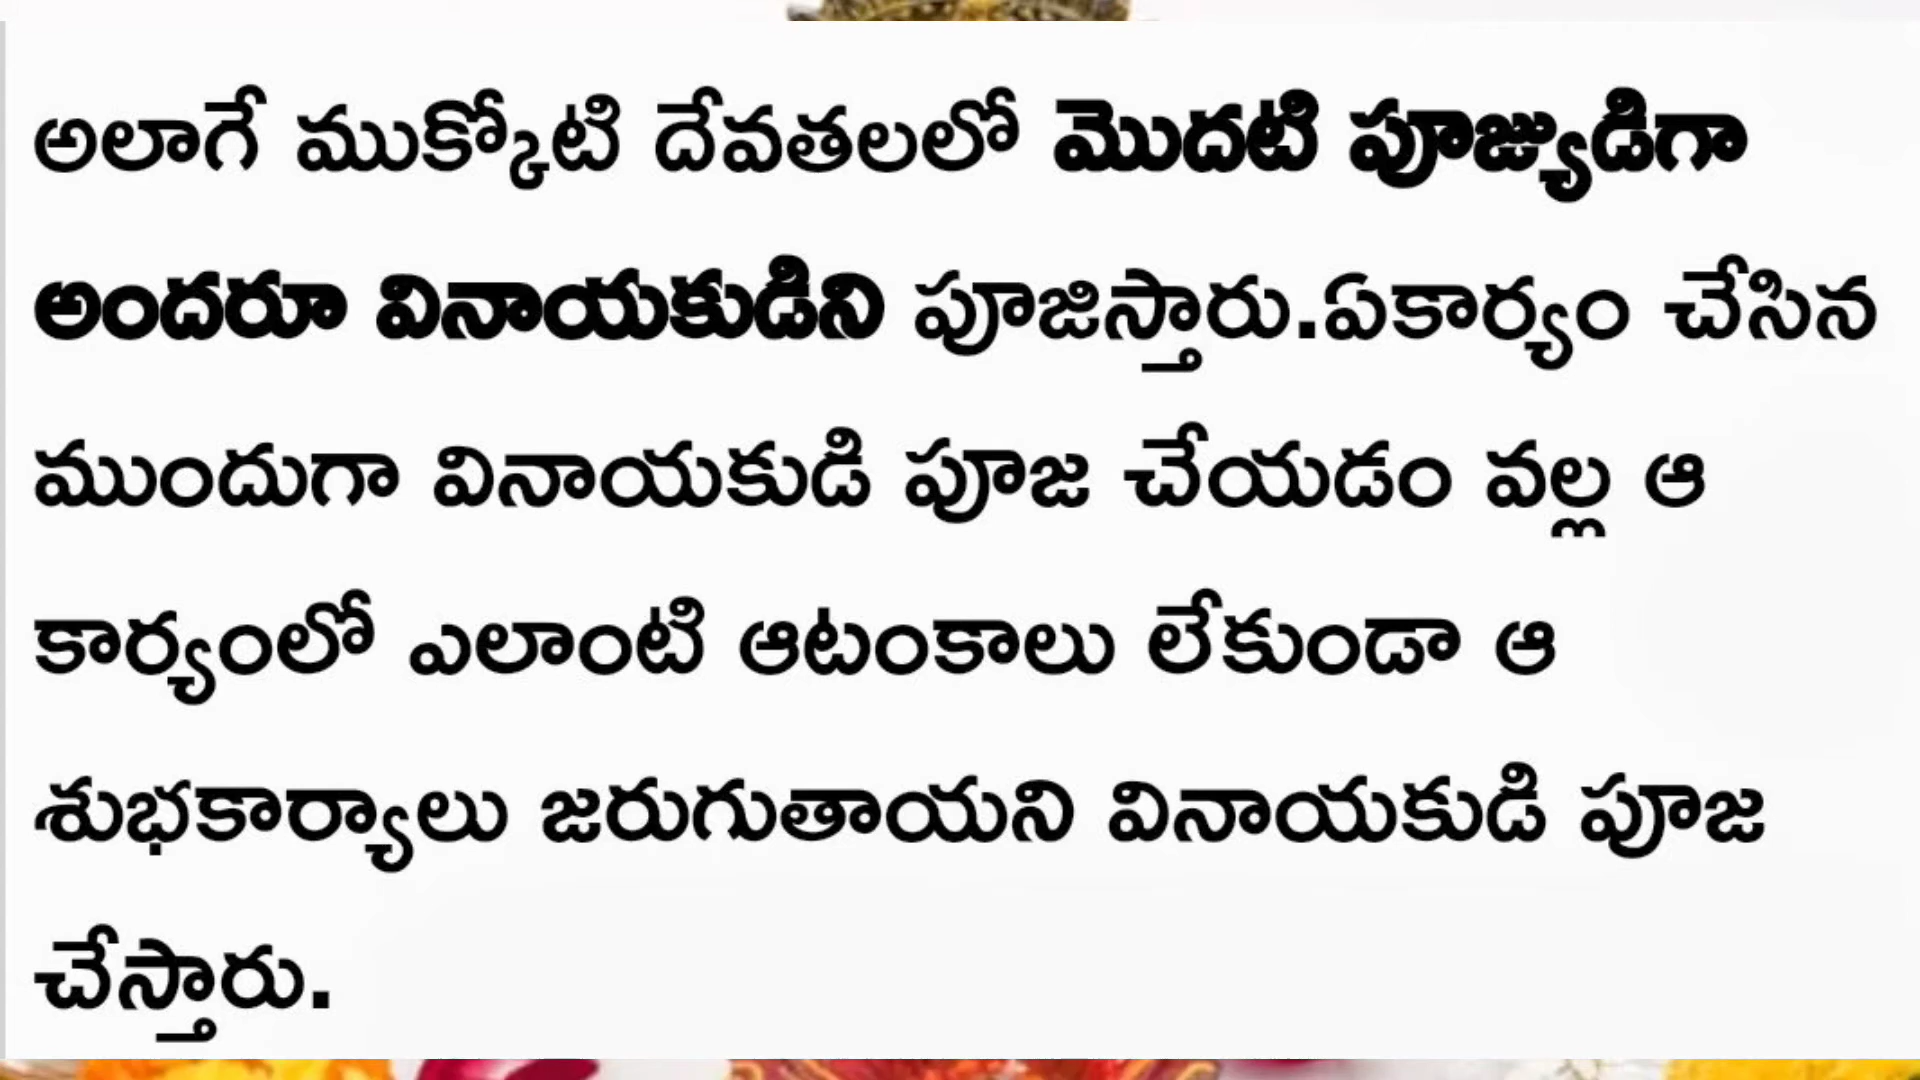 అలాగే ముక్కోటి దేవతలలో మొదటి పూజ్యుడిగా
అందరూ వినాయకుడిని పూజిస్తారు.ఏకార్యం చేసిన
ముందుగా వినాయకుడి పూజ చేయడం వల్ల ఆ
కార్యంలో ఎలాంటి ఆటంకాలు లేకుండా ఆ
శుభకార్యాలు జరుగుతాయని వినాయకుడి పూజ
చేస్తారు.